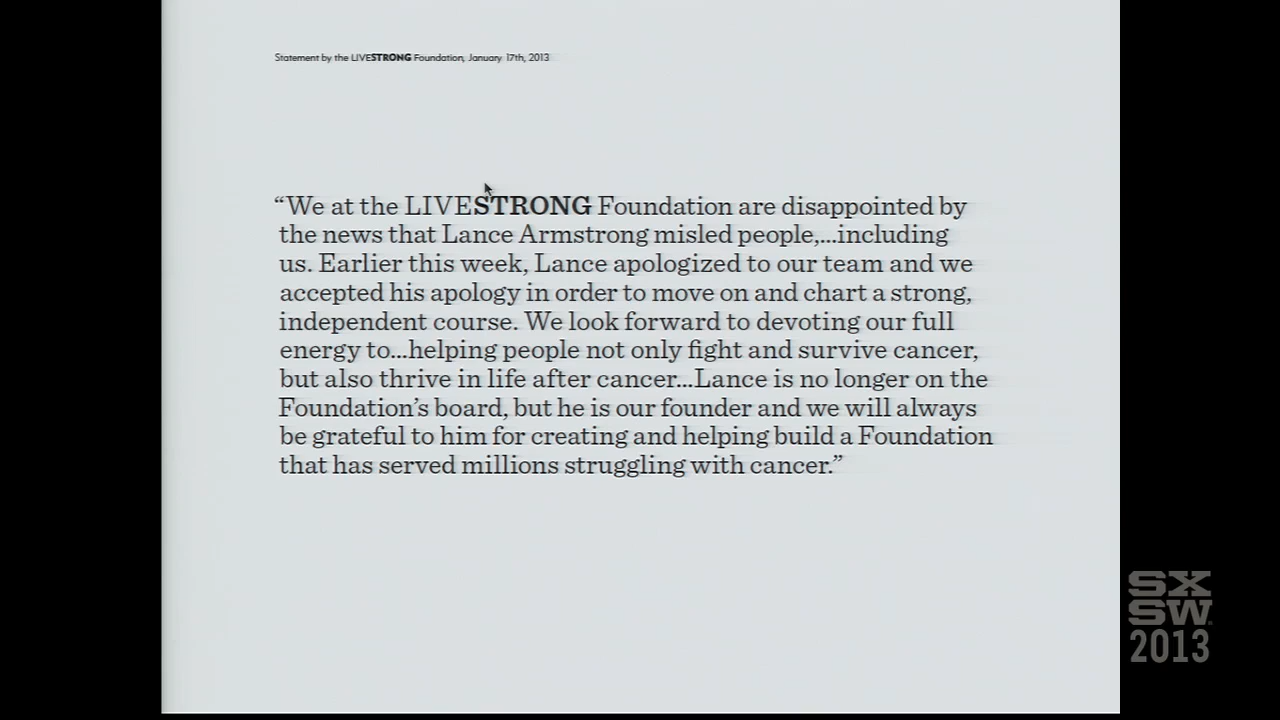 Statement by the LIVESTRONG Foundation, January 17th, 2013
“We at the LIVESTRONG Foundation are disappointed by
the news that Lance Armstrong misled people,...including
us. Earlier this week, Lance apologized to our team and we
accepted his apology in order to move on and chart a strong,
independent course. We look forward to devoting our full
energy to...helping people not only fight and survive cancer,
but also thrive in life after cancer...Lance is no longer on the
Foundation’s board, but he is our founder and we will always
be grateful to him for creating and helping build a Foundation
that has served millions struggling with cancer.”
SX
SW.
2013